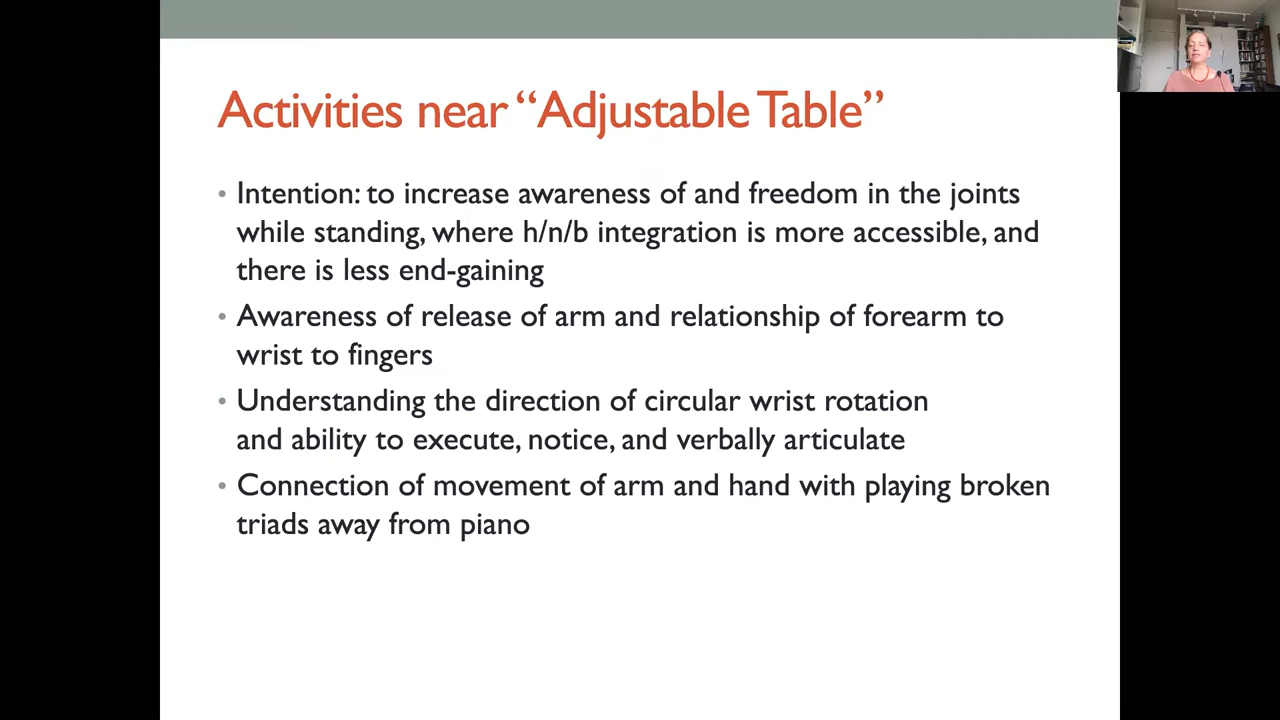 Activities near “Adjustable Table”
• Intention: to increase awareness of and freedom in the joints
while standing, where h/n/b integration is more accessible, and
there is less end-gaining
• Awareness of release of arm and relationship of forearm to
wrist to fingers
• Understanding the direction of circular wrist rotation
and ability to execute, notice, and verbally articulate
• Connection of movement of arm and hand with playing broken
triads away from piano